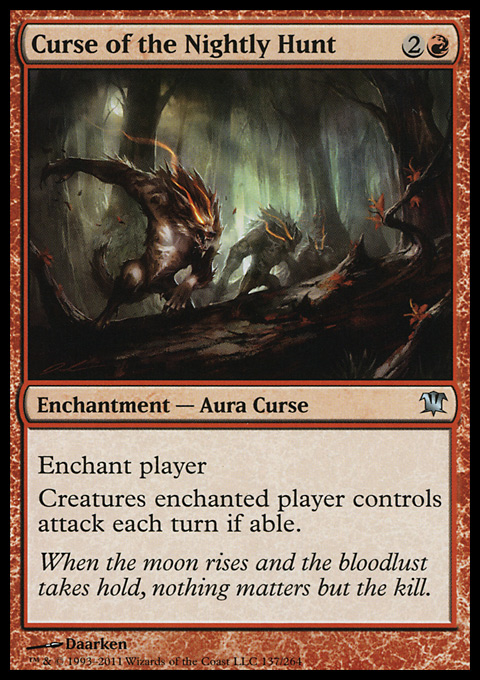 Curse of the Nightly Hunt 2
Enchantment — Aura Curse
Enchant player
Creatures enchanted player controls
attack each turn if able.
When the moon rises and the bloodlust
takes hold, nothing matters but the kill.
Daarken
™ & © 1993–2011 Wizards of the Coast LLC 137/264